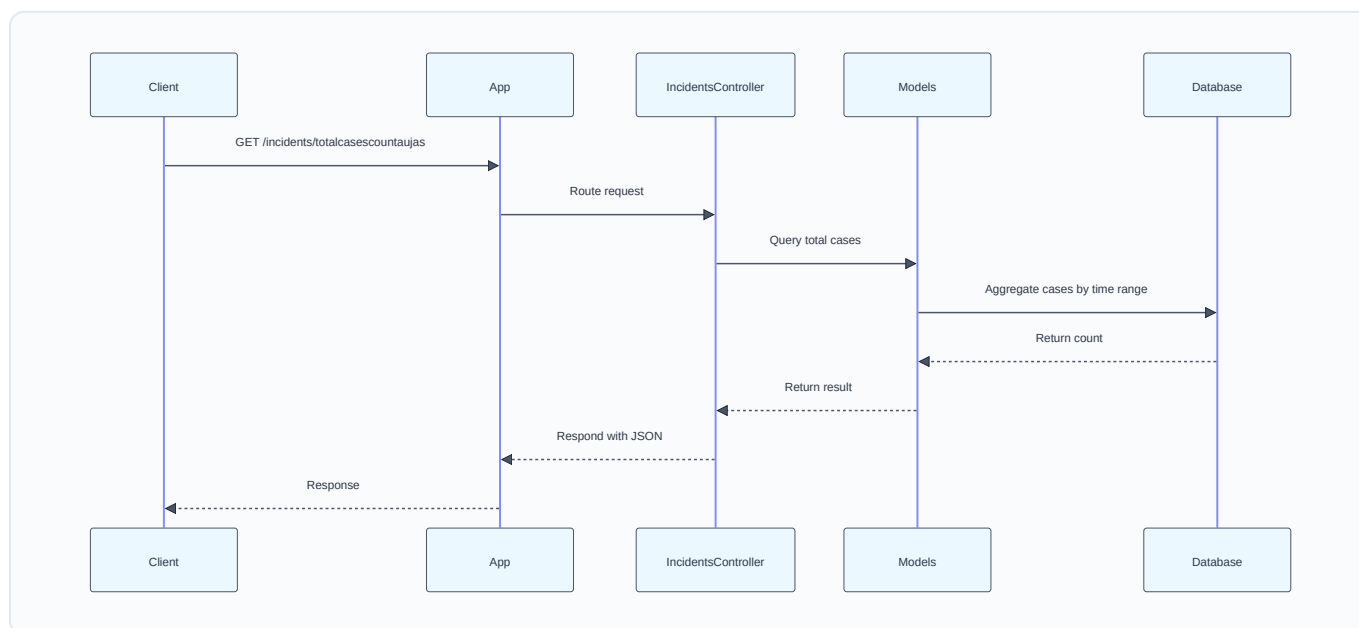 Client
App
IncidentsController
Models
Database
GET /incidents/totalcasescountaujas
Route request
Query total cases
Aggregate cases by time range
Return count
Return result
Respond with JSON
Response
Client
App
IncidentsController
Models
Database